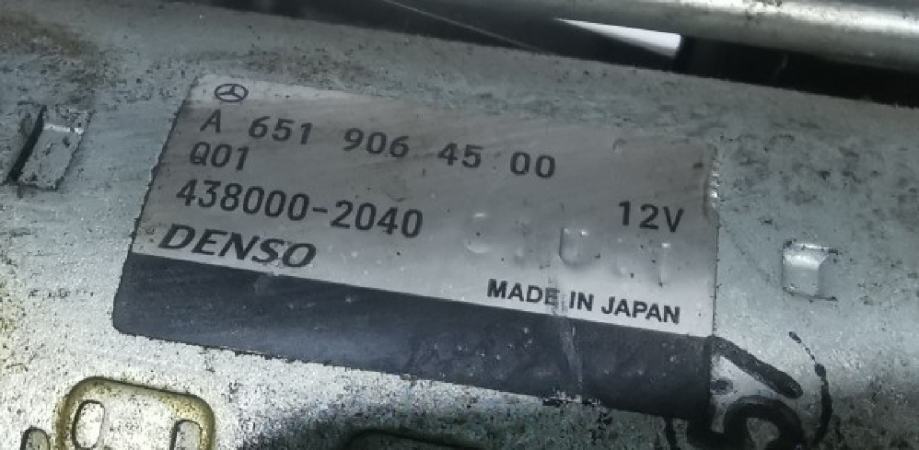 A 651 906 45 00
Q01
438000-2040 12V
DENSO
MADE IN JAPAN